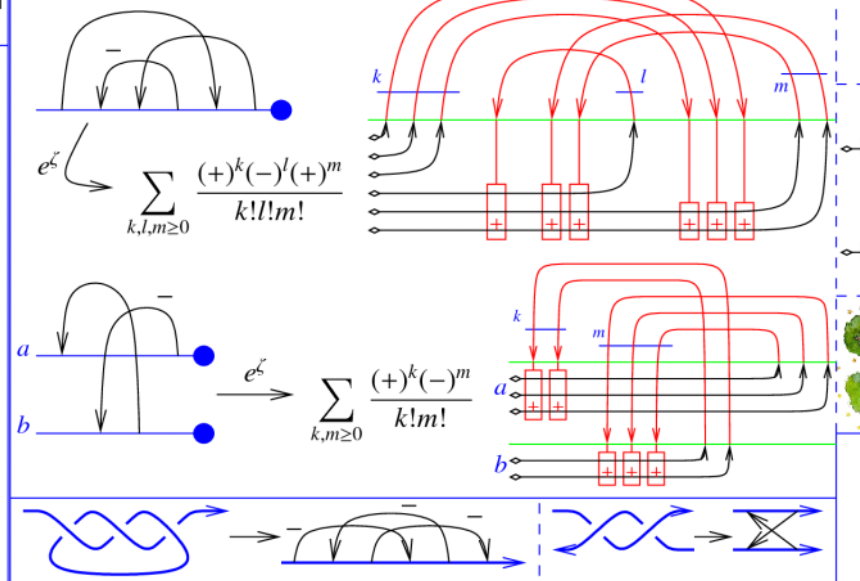 −
k
l
m
e^ζ
∑_{k,l,m≥0} (+)^k(−)^l(+)^m / k!l!m!
+ + + + + +
−
k
m
a
e^ζ
∑_{k,m≥0} (+)^k(−)^m / k!m!
a
+ +
b
b
+ + +
− − −